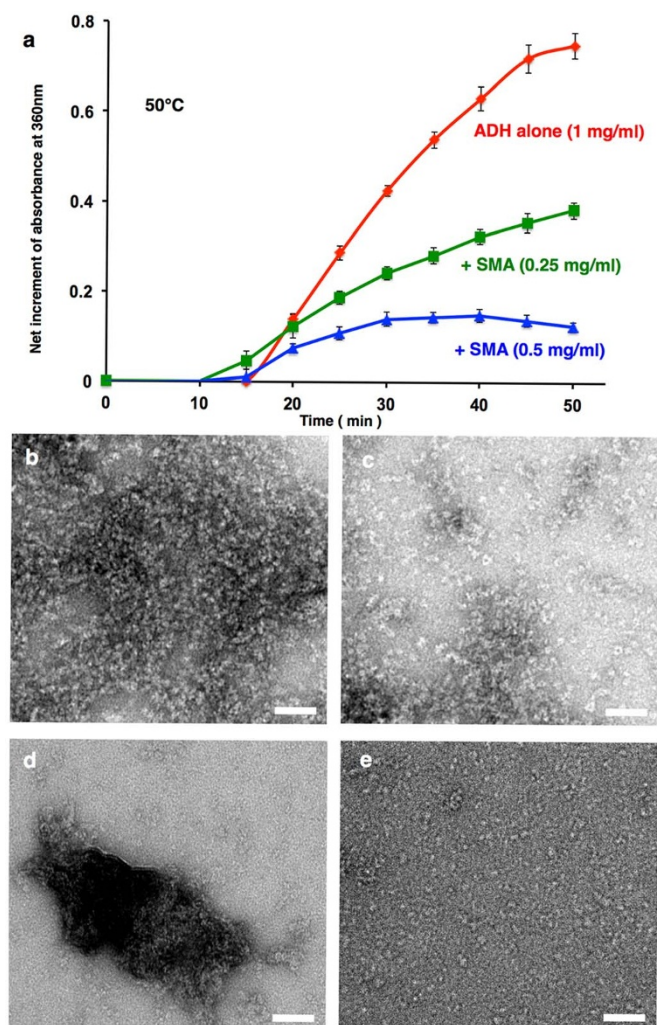 a
0.8
0.6
0.4
0.2
0
Net increment of absorbance at 360nm
50°C
ADH alone (1 mg/ml)
+ SMA (0.25 mg/ml)
+ SMA (0.5 mg/ml)
0 10 20 30 40 50
Time ( min )
b
c
d
e